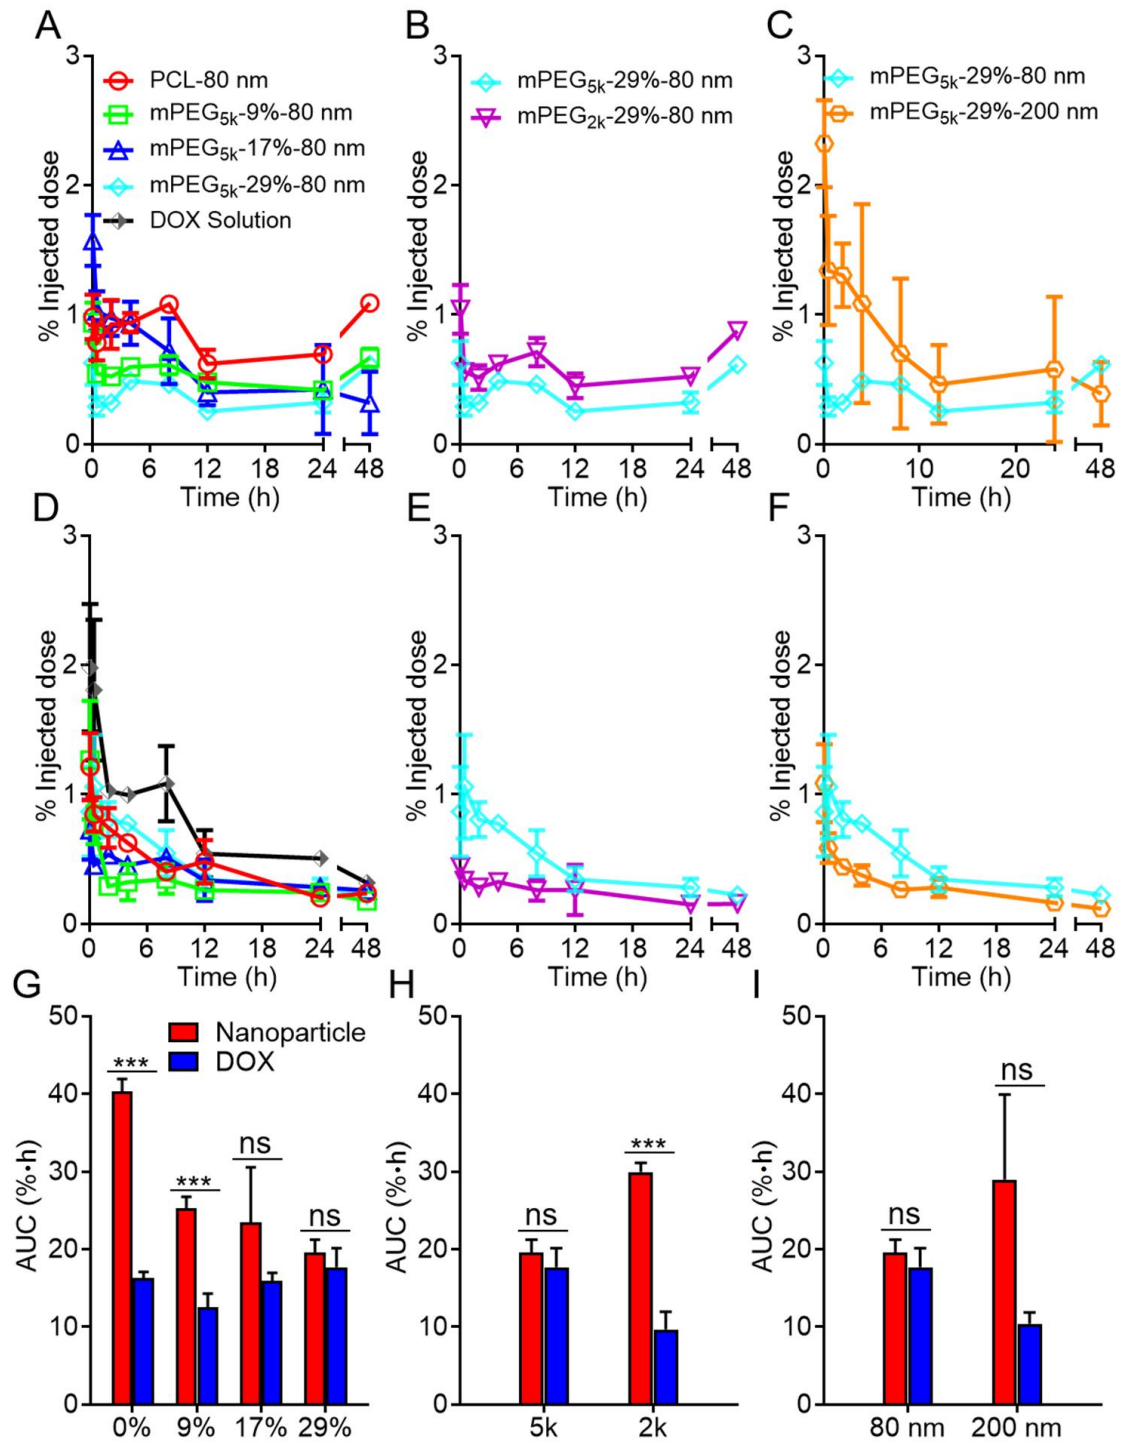 A
% Injected dose
3
2
1
0
PCL-80 nm
mPEG5k-9%-80 nm
mPEG5k-17%-80 nm
mPEG5k-29%-80 nm
DOX Solution
0 6 12 18 24 48
Time (h)
B
% Injected dose
3
2
1
0
mPEG5k-29%-80 nm
mPEG2k-29%-80 nm
0 6 12 18 24 48
Time (h)
C
% Injected dose
3
2
1
0
mPEG5k-29%-80 nm
mPEG5k-29%-200 nm
0 10 20 48
Time (h)
D
% Injected dose
3
2
1
0
0 6 12 18 24 48
Time (h)
E
% Injected dose
3
2
1
0
0 6 12 18 24 48
Time (h)
F
% Injected dose
3
2
1
0
0 6 12 18 24 48
Time (h)
G
AUC (%•h)
50
40
30
20
10
0
Nanoparticle
DOX
***
***
ns
ns
0% 9% 17% 29%
H
AUC (%•h)
50
40
30
20
10
0
ns
***
5k 2k
I
AUC (%•h)
50
40
30
20
10
0
ns
ns
80 nm 200 nm